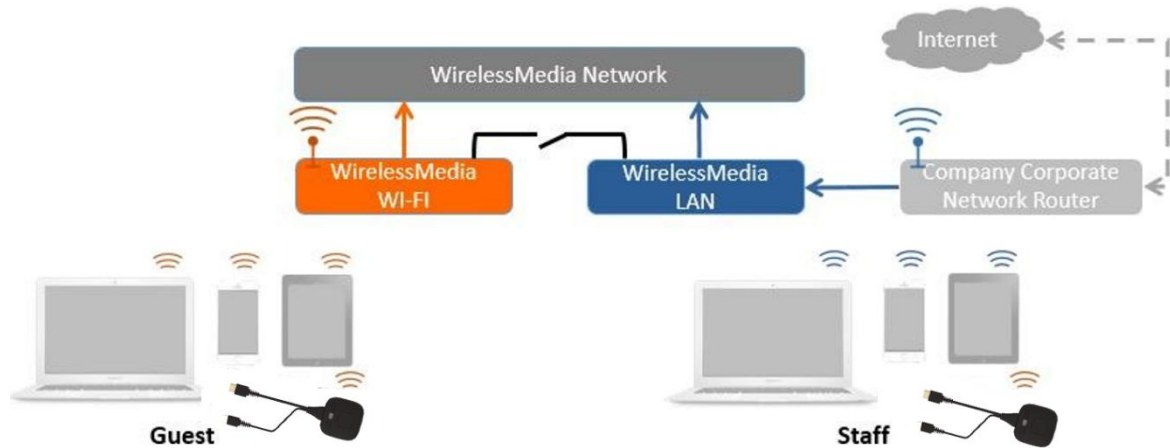 Internet
WirelessMedia Network
WirelessMedia
WI-FI
WirelessMedia
LAN
Company Corporate
Network Router
Guest
Staff